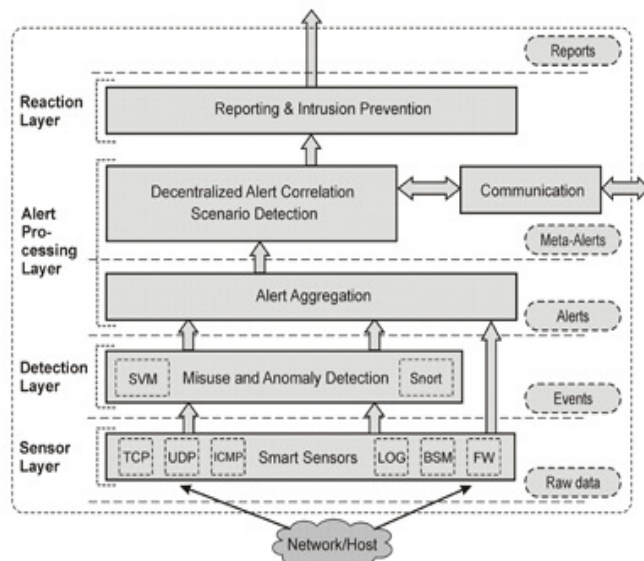 Reports
Reaction
Layer
Reporting & Intrusion Prevention
Decentralized Alert Correlation
Scenario Detection
Communication
Alert
Pro-
cessing
Layer
Meta-Alerts
Alert Aggregation
Alerts
Detection
Layer
SVM
Misuse and Anomaly Detection
Snort
Events
Sensor
Layer
TCP
UDP
ICMP
Smart Sensors
LOG
BSM
FW
Raw data
Network/Host